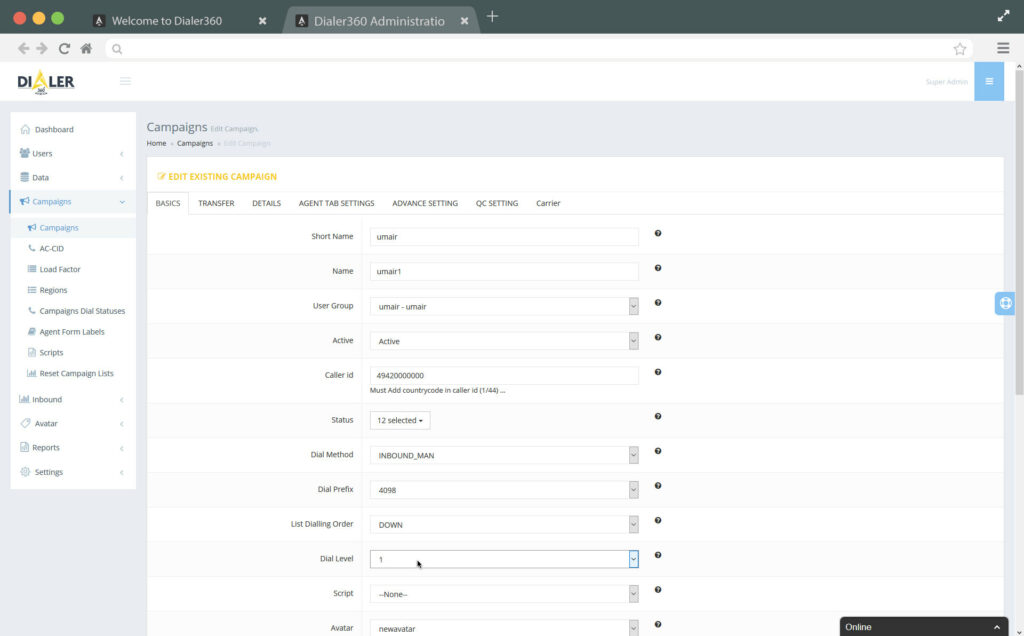 Welcome to Dialer360
Dialer360 Administratio
DIALER
360
Super Admin
Dashboard
Users
Data
Campaigns
Campaigns
AC-CID
Load Factor
Regions
Campaigns Dial Statuses
Agent Form Labels
Scripts
Reset Campaign Lists
Inbound
Avatar
Reports
Settings
Campaigns Edit Campaign.
Home Campaigns Edit Campaign
EDIT EXISTING CAMPAIGN
BASICS TRANSFER DETAILS AGENT TAB SETTINGS ADVANCE SETTING QC SETTING Carrier
Short Name umair
Name umair1
User Group umair - umair
Active Active
Caller id 49420000000
Must Add countrycode in caller id (1/44) ...
Status 12 selected
Dial Method INBOUND_MAN
Dial Prefix 4098
List Dialling Order DOWN
Dial Level 1
Script --None--
Avatar newavatar
Online